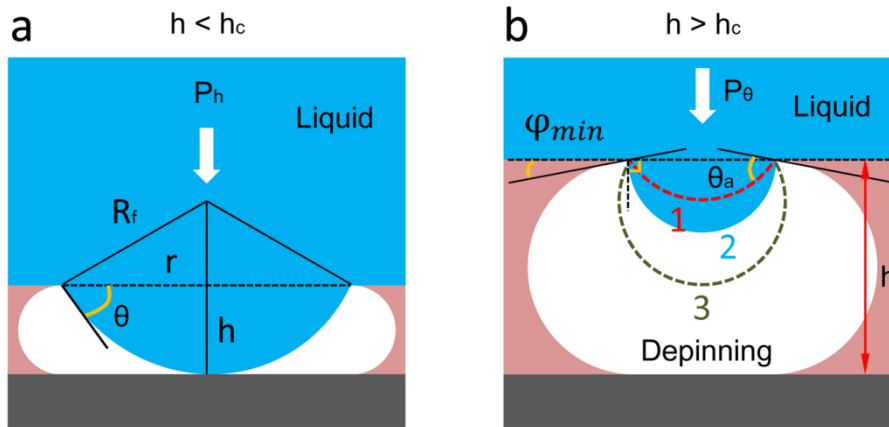 a
h < hc
Ph
Liquid
Rf
r
θ
h
b
h > hc
Pθ
Liquid
φmin
θa
1
2
3
h
Depinning